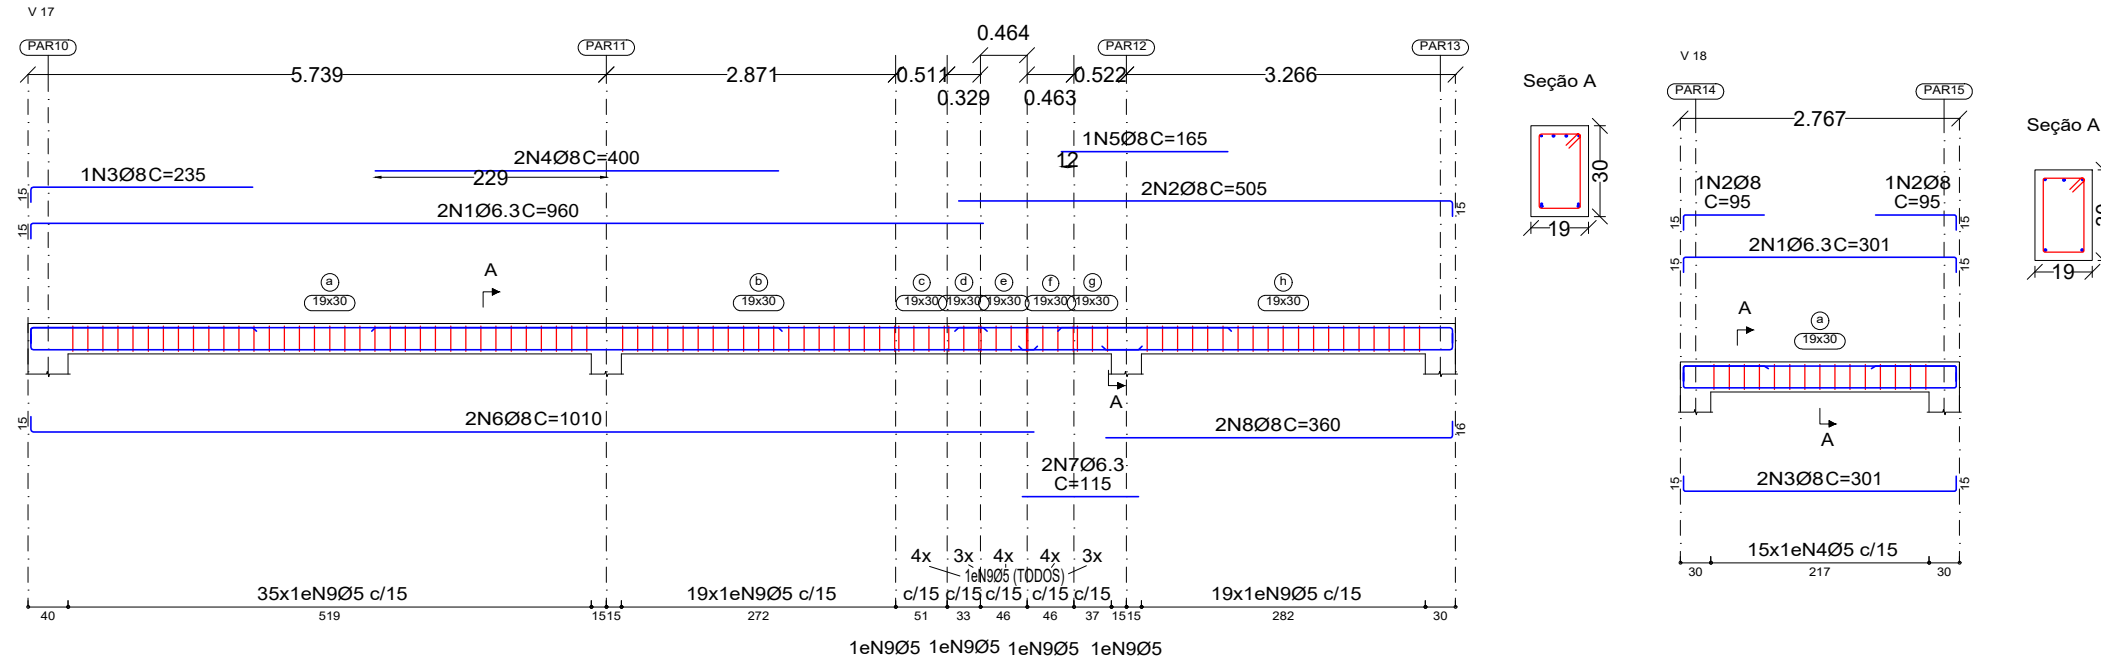 V 17
PAR10
PAR11
PAR12
PAR13
0.464
5.739
2.871
0.511
0.522
3.266
0.329
0.463
1N5Ø8C=165
12
2N4Ø8C=400
229
1N3Ø8C=235
15
2N2Ø8C=505
15
2N1Ø6.3C=960
15
A
a
b
c
d
e
f
g
h
19x30
19x30
19x30
19x30
19x30
19x30
19x30
19x30
A
2N6Ø8C=1010
15
2N8Ø8C=360
16
2N7Ø6.3
C=115
4x
3x
4x
4x
3x
1eN9Ø5 (TODOS)
35x1eN9Ø5 c/15
19x1eN9Ø5 c/15
c/15
c/15
c/15
c/15
c/15
19x1eN9Ø5 c/15
40
519
1515
272
51
33
46
46
37
1515
282
30
1eN9Ø5
1eN9Ø5
1eN9Ø5
1eN9Ø5
Seção A
30
19
V 18
PAR14
PAR15
2.767
1N2Ø8
C=95
1N2Ø8
C=95
15
15
2N1Ø6.3C=301
15
15
A
a
19x30
A
2N3Ø8C=301
15
15
15x1eN4Ø5 c/15
30
217
30
Seção A
19